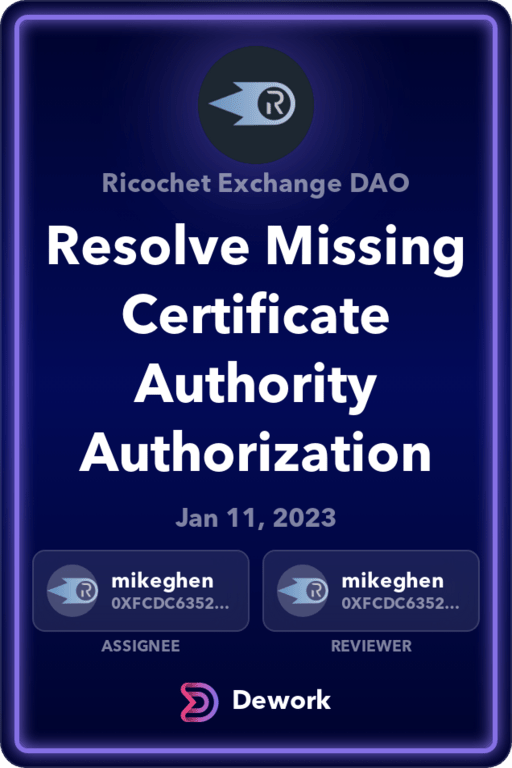 R
Ricochet Exchange DAO
Resolve Missing
Certificate
Authority
Authorization
Jan 11, 2023
R mikeghen
0XFCDC6352...
R mikeghen
0XFCDC6352...
ASSIGNEE
REVIEWER
Dework